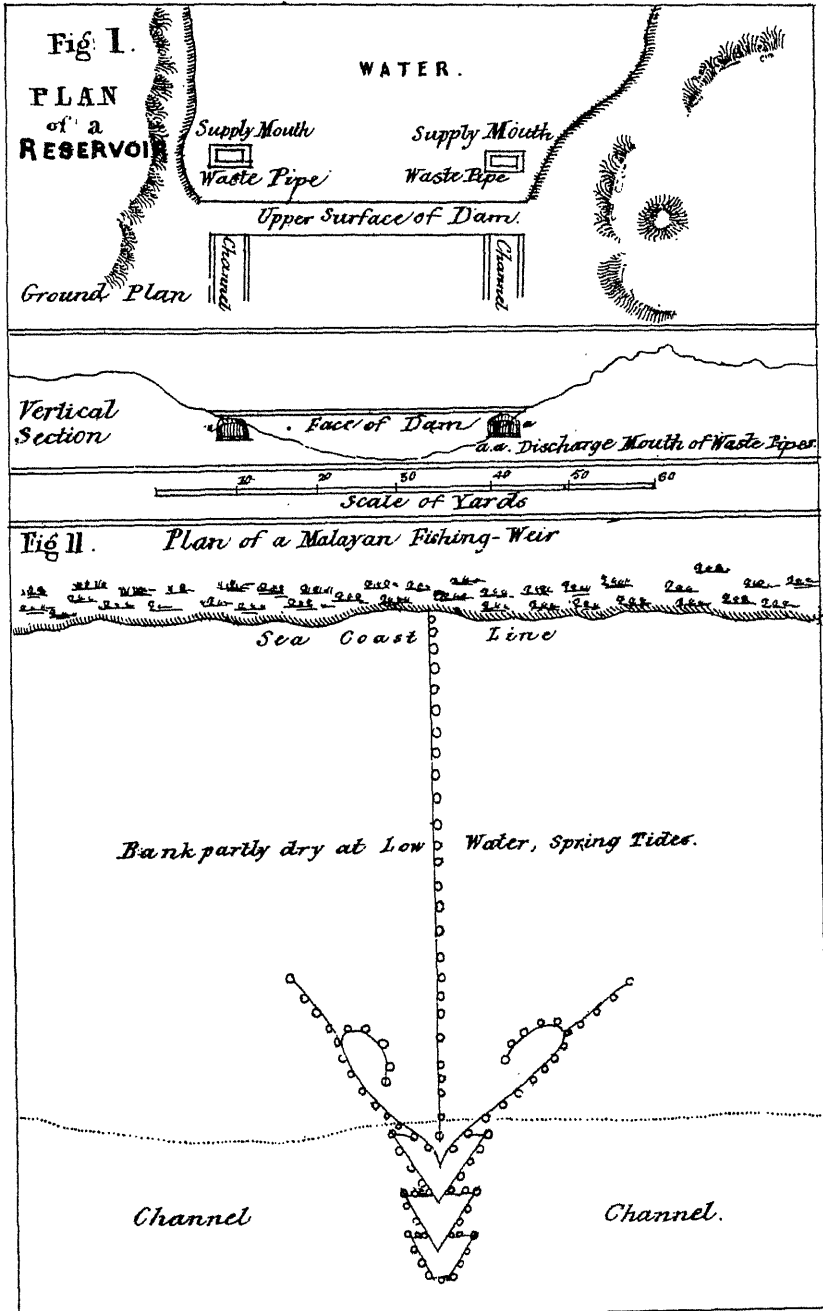 Fig: I.
PLAN
of a
RESERVOIR
WATER.
Supply Mouth
Supply Mouth
Waste Pipe
Waste Pipe
Upper Surface of Dam.
Channel
Channel
Ground Plan
Vertical
Section
a
Face of Dam
a
a.a. Discharge Mouth of Waste Pipes
10 20 30 40 50 60
Scale of Yards
Fig II. Plan of a Malayan Fishing-Weir
Sea Coast Line
Bank partly dry at Low Water, Spring Tides.
Channel
Channel.